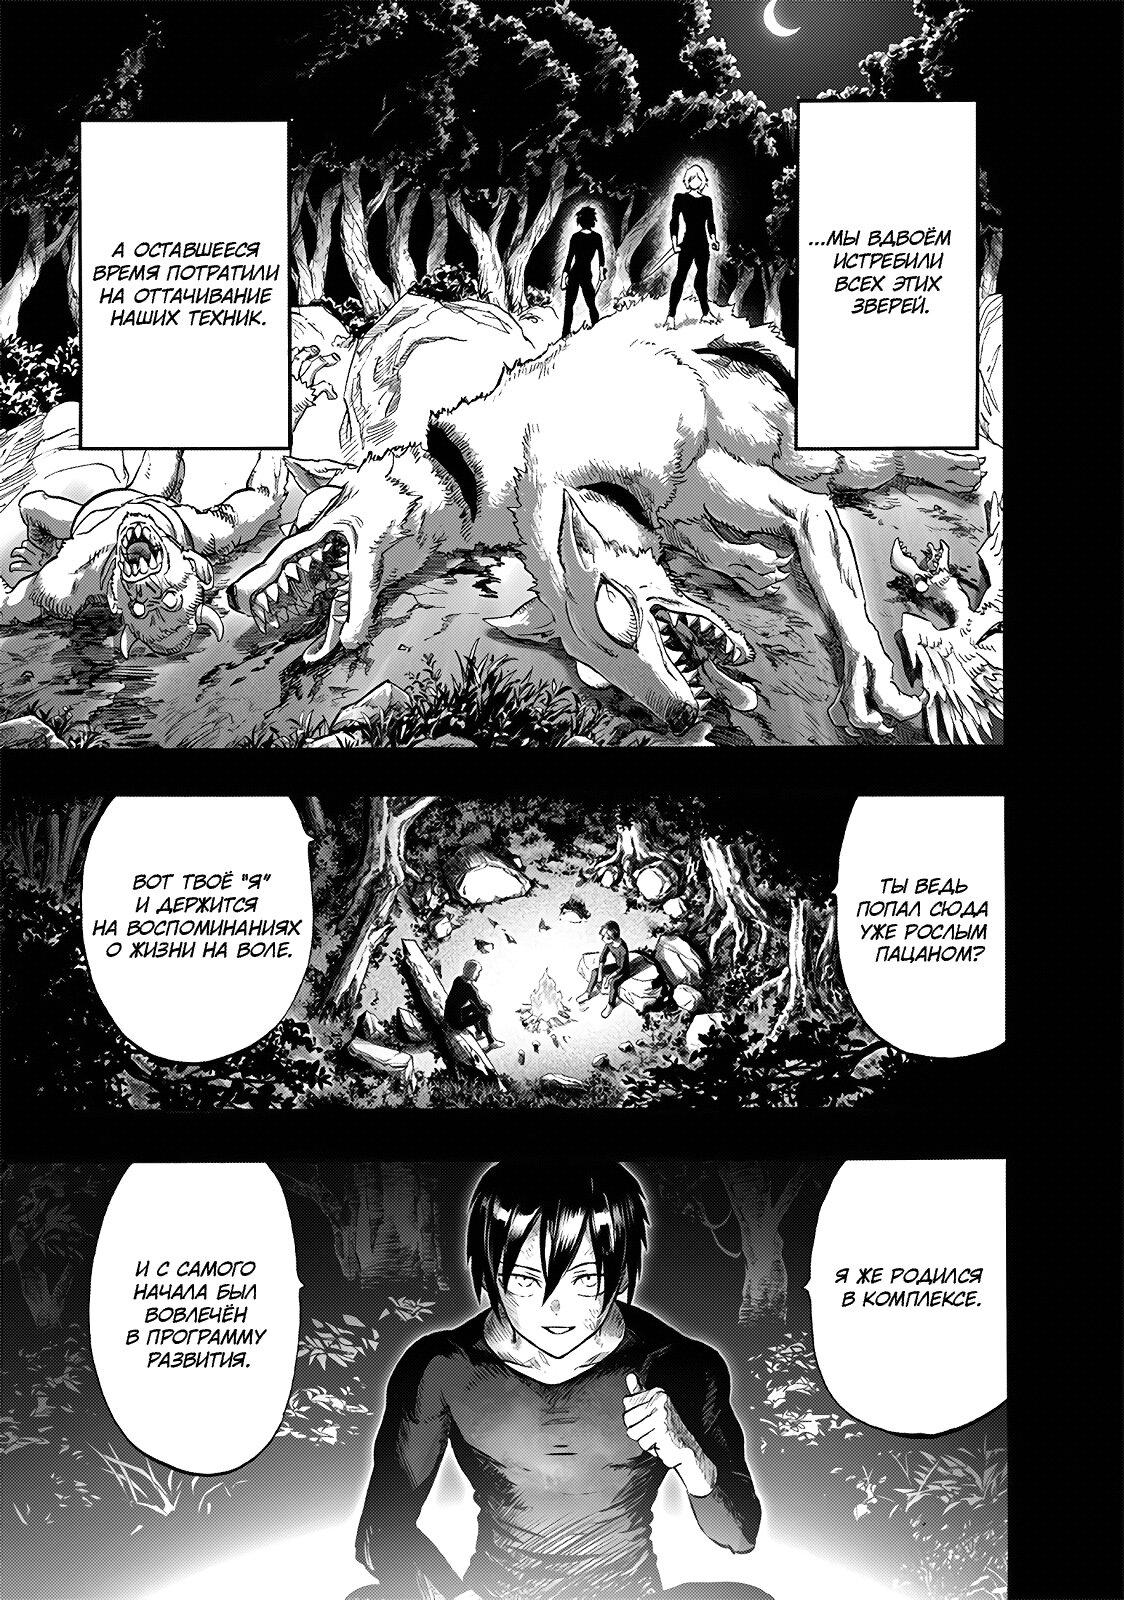 ...МЫ ВДВОЁМ
ИСТРЕБИЛИ
ВСЕХ ЭТИХ
ЗВЕРЕЙ.
А ОСТАВШЕЕСЯ
ВРЕМЯ ПОТРАТИЛИ
НА ОТТАЧИВАНИЕ
НАШИХ ТЕХНИК.
ТЫ ВЕДЬ
ПОПАЛ СЮДА
УЖЕ РОСЛЫМ
ПАЦАНОМ?
ВОТ ТВОЁ "Я"
И ДЕРЖИТСЯ
НА ВОСПОМИНАНИЯХ
О ЖИЗНИ НА ВОЛЕ.
Я ЖЕ РОДИЛСЯ
В КОМПЛЕКСЕ.
И С САМОГО
НАЧАЛА БЫЛ
ВОВЛЕЧЁН
В ПРОГРАММУ
РАЗВИТИЯ.